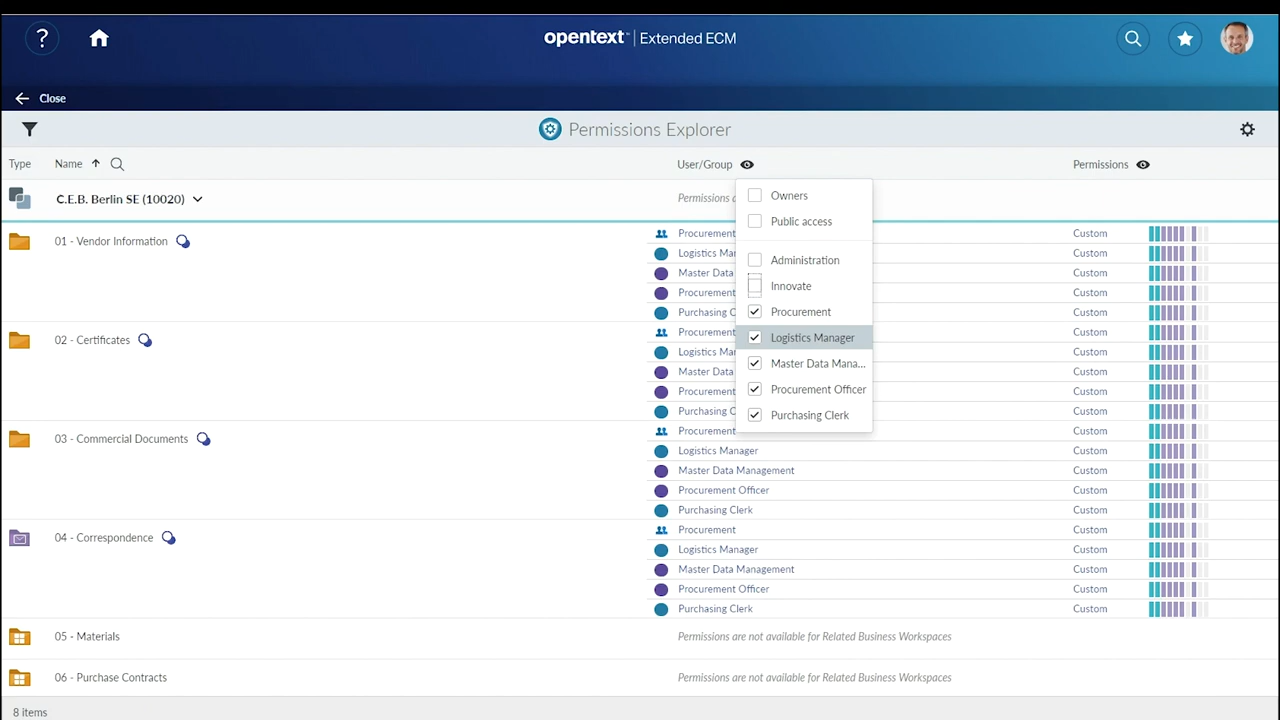 ?
opentext™ | Extended ECM
Close
Permissions Explorer
Type Name User/Group Permissions
C.E.B. Berlin SE (10020) Permissions
Owners
Public access
Administration
Innovate
Procurement
Logistics Manager
Master Data Mana...
Procurement Officer
Purchasing Clerk
01 - Vendor Information Procurement Custom
Logistics Custom
Master Data Custom
Procurement Custom
Purchasing Custom
02 - Certificates Procurement Custom
Logistics Custom
Master Data Custom
Procurement Custom
Purchasing Custom
03 - Commercial Documents Procurement Custom
Logistics Manager Custom
Master Data Management Custom
Procurement Officer Custom
Purchasing Clerk Custom
04 - Correspondence Procurement Custom
Logistics Manager Custom
Master Data Management Custom
Procurement Officer Custom
Purchasing Clerk Custom
05 - Materials Permissions are not available for Related Business Workspaces
06 - Purchase Contracts Permissions are not available for Related Business Workspaces
8 items